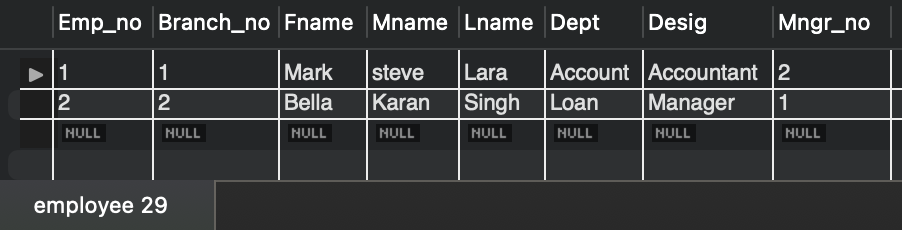 Emp_no Branch_no Fname Mname Lname Dept Desig Mngr_no
1 1 Mark steve Lara Account Accountant 2
2 2 Bella Karan Singh Loan Manager 1
NULL NULL NULL NULL NULL NULL NULL NULL
employee 29